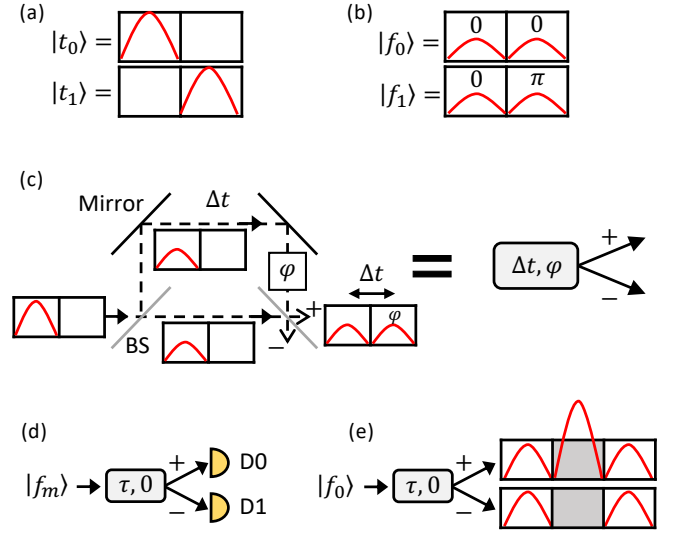 (a)
|t₀⟩ =
|t₁⟩ =
(b)
|f₀⟩ =
0 0
|f₁⟩ =
0 π
(c)
Mirror
Δt
φ
BS
+
−
Δt
φ
=
Δt, φ
+
−
(d)
|fₘ⟩
τ, 0
+
−
D0
D1
(e)
|f₀⟩
τ, 0
+
−